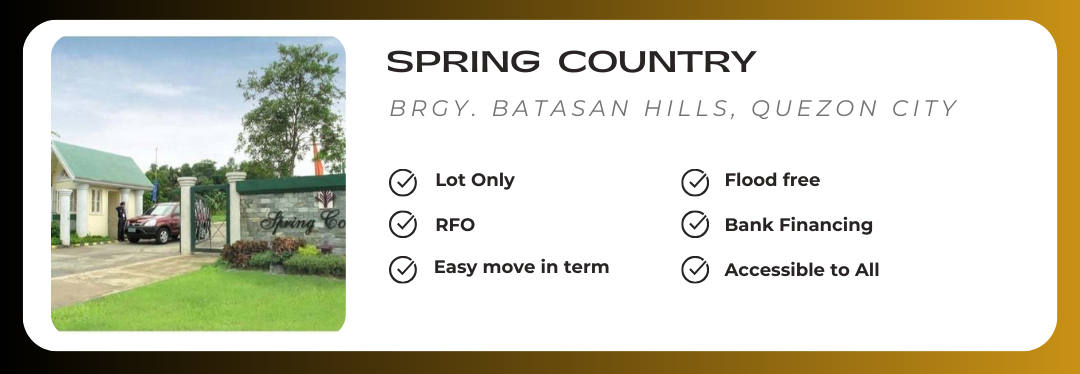 SPRING COUNTRY
BRGY. BATASAN HILLS, QUEZON CITY
Lot Only
RFO
Easy move in term
Flood free
Bank Financing
Accessible to All
Spring Co